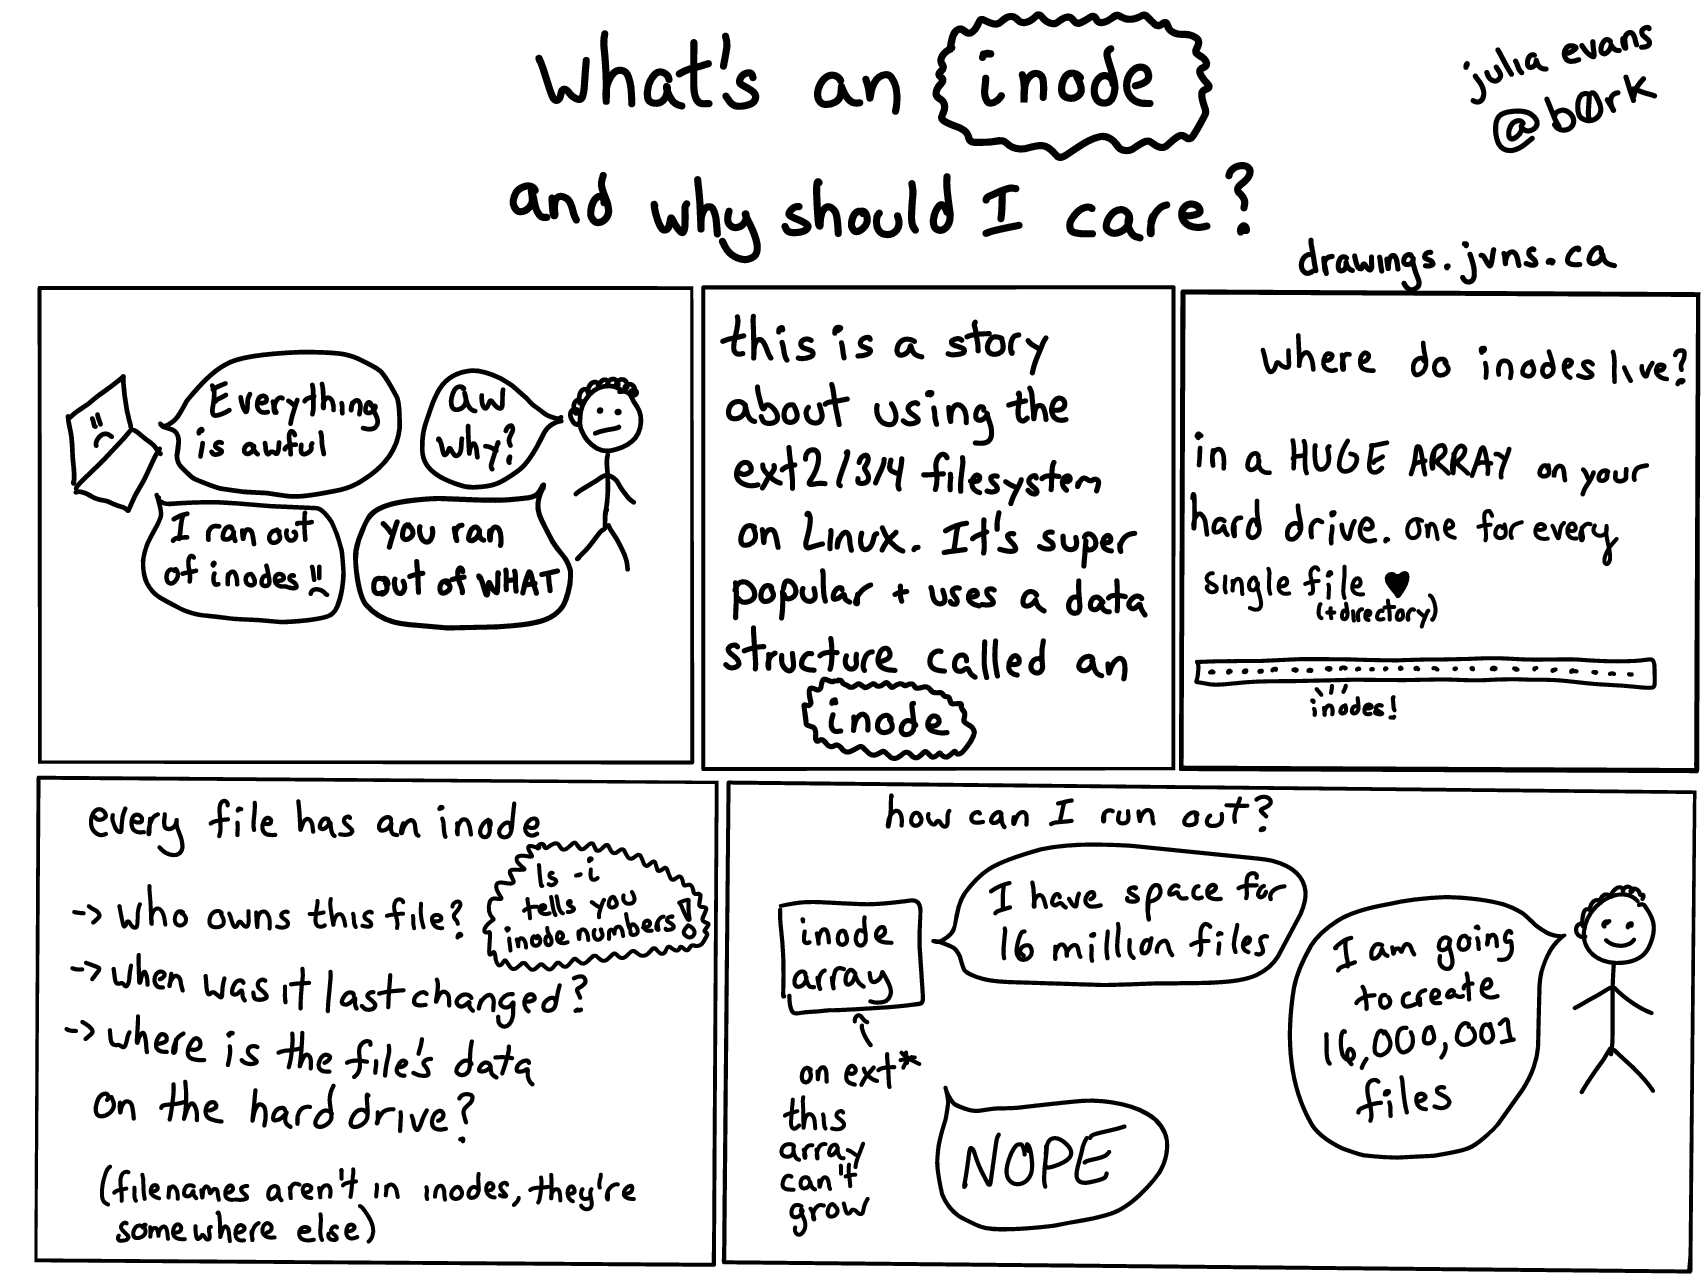 What's an inode
and why should I care?
julia evans
@b0rk
drawings.jvns.ca
Everything
is awful
aw
why?
I ran out
of inodes
you ran
out of WHAT
this is a story
about using the
ext2/3/4 filesystem
on Linux. It's super
popular + uses a data
structure called an
inode
where do inodes live?
in a HUGE ARRAY on your
hard drive. one for every
single file ♥
(+directory)
inodes!
every file has an inode
ls -i
tells you
inode numbers!
-> who owns this file?
-> when was it last changed?
-> where is the file's data
on the hard drive?
(filenames aren't in inodes, they're
somewhere else)
how can I run out?
inode
array
I have space for
16 million files
I am going
to create
16,000,001
files
on ext*
this
array
can't
grow
NOPE